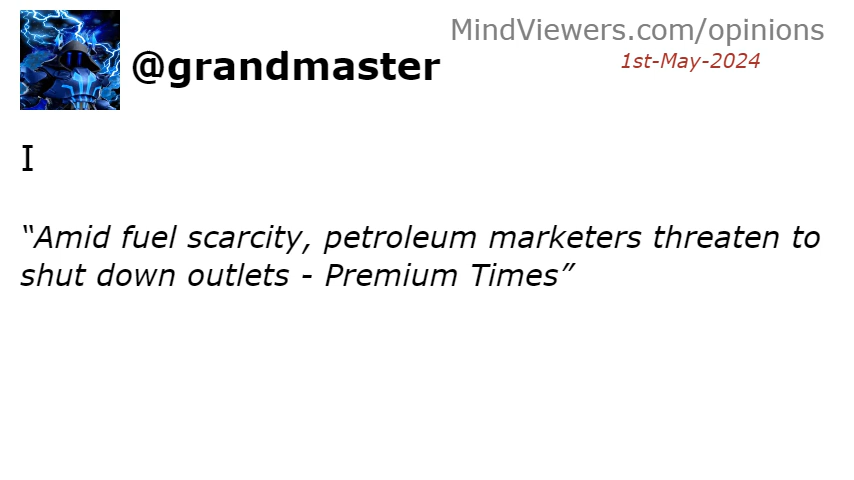 MindViewers.com/opinions
@grandmaster
1st-May-2024
I
“Amid fuel scarcity, petroleum marketers threaten to
shut down outlets - Premium Times”